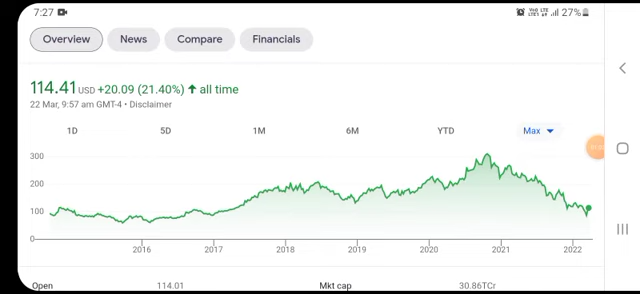 7:27
27%
Overview News Compare Financials
114.41 USD +20.09 (21.40%) all time
22 Mar, 9:57 am GMT-4 • Disclaimer
1D 5D 1M 6M YTD Max
300
200
100
0
2016 2017 2018 2019 2020 2021 2022
Open 114.01 Mkt cap 30.86TCr